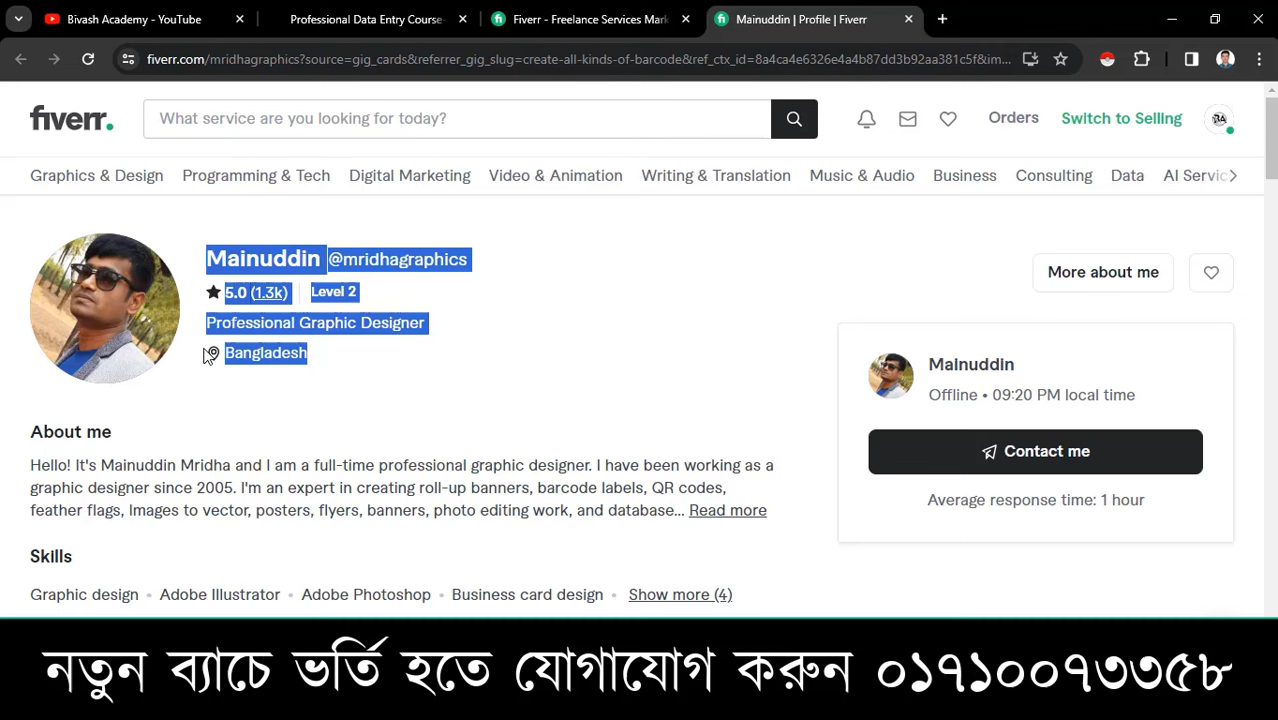 Bivash Academy - YouTube
Professional Data Entry Course-
Fiverr - Freelance Services Mark
Mainuddin | Profile | Fiverr
fiverr.com/mridhagraphics?source=gig_cards&referrer_gig_slug=create-all-kinds-of-barcode&ref_ctx_id=8a4ca4e6326e4a4b87dd3b92aa381c5f&im...
fiverr.
What service are you looking for today?
Orders
Switch to Selling
Graphics & Design
Programming & Tech
Digital Marketing
Video & Animation
Writing & Translation
Music & Audio
Business
Consulting
Data
AI Servic
Mainuddin @mridhagraphics
5.0 (1.3k) Level 2
Professional Graphic Designer
Bangladesh
More about me
Mainuddin
Offline • 09:20 PM local time
Contact me
Average response time: 1 hour
About me
Hello! It's Mainuddin Mridha and I am a full-time professional graphic designer. I have been working as a
graphic designer since 2005. I'm an expert in creating roll-up banners, barcode labels, QR codes,
feather flags, Images to vector, posters, flyers, banners, photo editing work, and database... Read more
Skills
Graphic design • Adobe Illustrator • Adobe Photoshop • Business card design Show more (4)
নতুন ব্যাচে ভর্তি হতে যোগাযোগ করুন ০১৭১০০৭৩৩৫৮